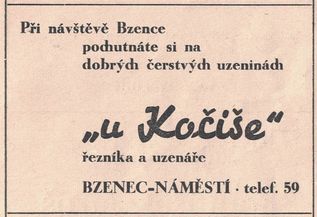 Při návštěvě Bzence
pochutnáte si na
dobrých čerstvých uzeninách
„u Kočiše“
řezníka a uzenáře
BZENEC-NÁMĚSTÍ · telef. 59